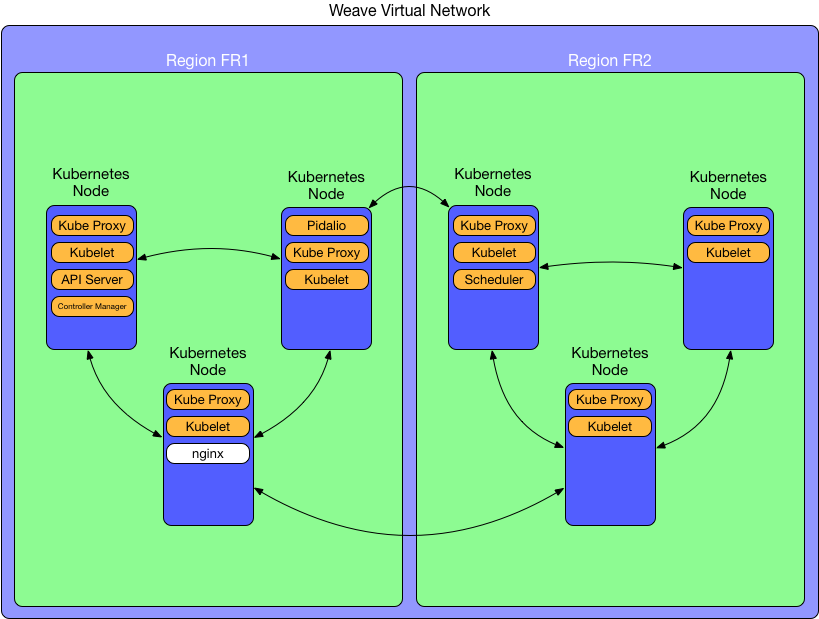 Weave Virtual Network
Region FR1
Kubernetes
Node
Kube Proxy
Kubelet
API Server
Controller Manager
Kubernetes
Node
Pidalio
Kube Proxy
Kubelet
Kubernetes
Node
Kube Proxy
Kubelet
nginx
Region FR2
Kubernetes
Node
Kube Proxy
Kubelet
Scheduler
Kubernetes
Node
Kube Proxy
Kubelet
Kubernetes
Node
Kube Proxy
Kubelet